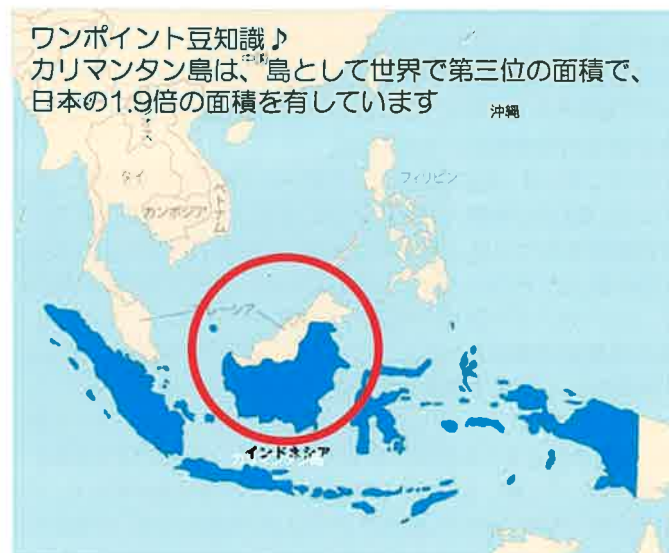 ワンポイント豆知識♪
カリマンタン島は、島として世界で第三位の面積で、
日本の1.9倍の面積を有しています
沖縄
タイ
フィリピン
ベトナム
カンボジア
インドネシア